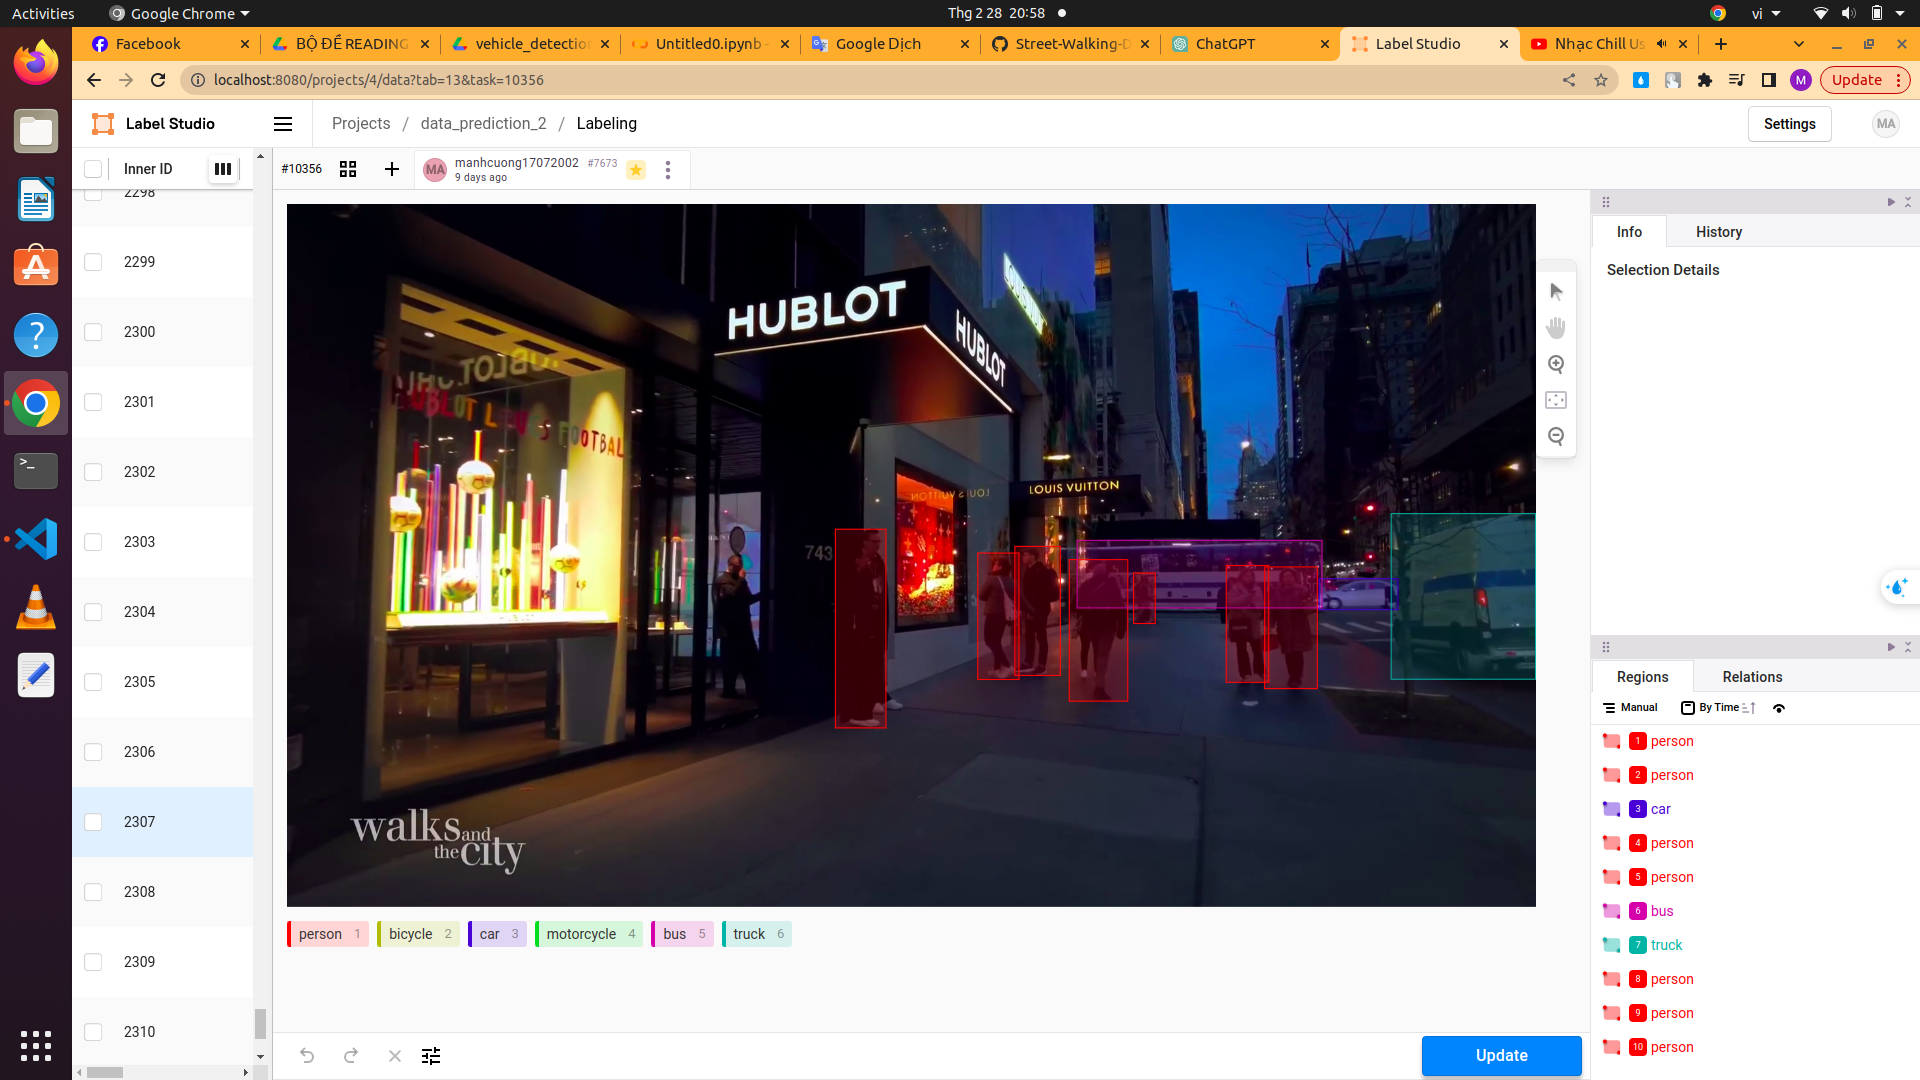 Activities
Google Chrome
Thg 2 28 20:58
vi
Facebook
BỘ ĐỀ READING
vehicle_detectio
Untitled0.ipynb -
Google Dịch
Street-Walking-D
ChatGPT
Label Studio
Nhạc Chill Us
localhost:8080/projects/4/data?tab=13&task=10356
M
Update
Label Studio
Projects / data_prediction_2 / Labeling
Settings
MA
Inner ID
#10356
MA
manhcuong17072002 #7673
9 days ago
2298
2299
2300
2301
2302
2303
2304
2305
2306
2307
2308
2309
2310
HUBLOT
HUBLOT
LOUIS VUITTON
743
walks and
the city
person 1
bicycle 2
car 3
motorcycle 4
bus 5
truck 6
Update
Info
History
Selection Details
Regions
Relations
Manual
By Time
1 person
2 person
3 car
4 person
5 person
6 bus
7 truck
8 person
9 person
10 person